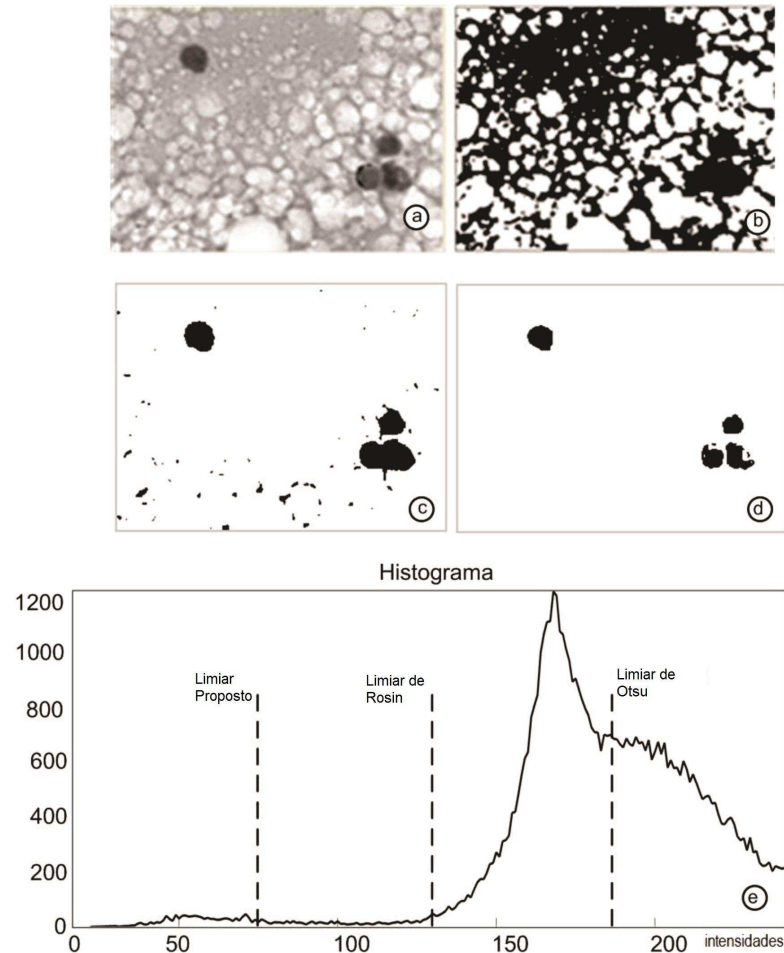 a
b
c
d
Histograma
1200
1000
800
600
400
200
0
Limiar
Proposto
Limiar de
Rosin
Limiar de
Otsu
e
0
50
100
150
200
intensidades